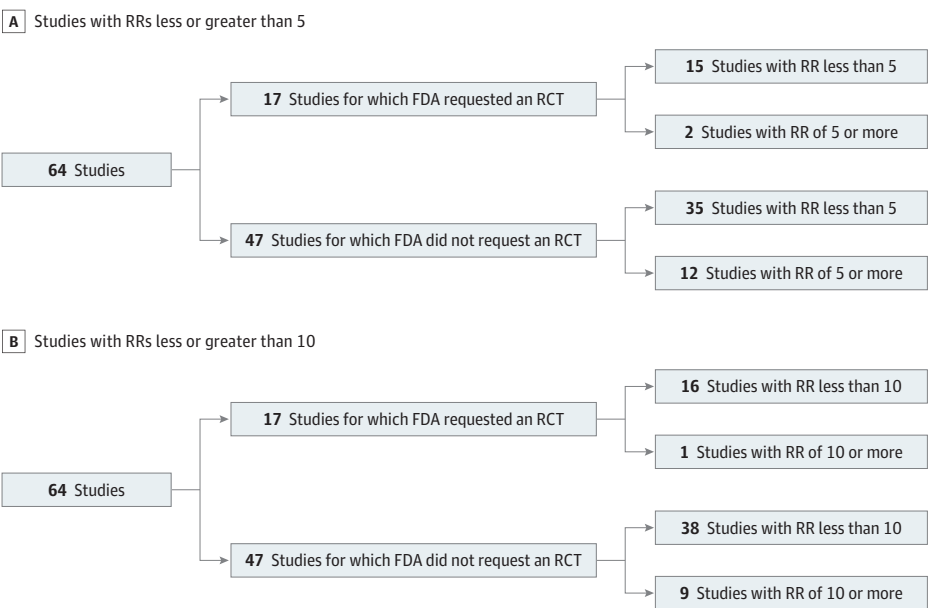 A Studies with RRs less or greater than 5
15 Studies with RR less than 5
17 Studies for which FDA requested an RCT
2 Studies with RR of 5 or more
64 Studies
35 Studies with RR less than 5
47 Studies for which FDA did not request an RCT
12 Studies with RR of 5 or more
B Studies with RRs less or greater than 10
16 Studies with RR less than 10
17 Studies for which FDA requested an RCT
1 Studies with RR of 10 or more
64 Studies
38 Studies with RR less than 10
47 Studies for which FDA did not request an RCT
9 Studies with RR of 10 or more